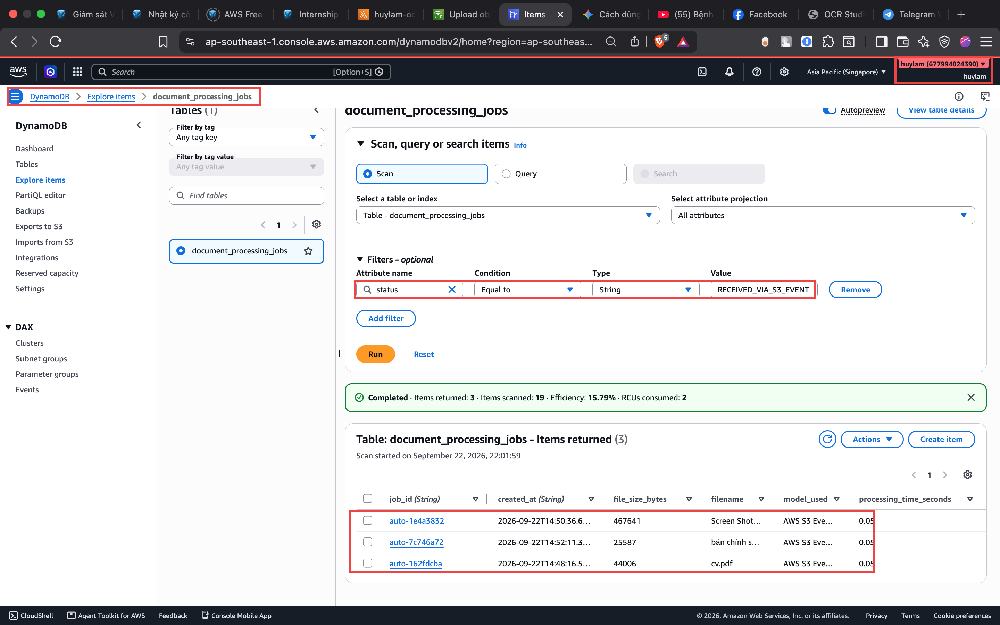 Giám sát V
Nhật ký cô
AWS Free
Internship
huylam-oc
Upload ob
Items
Cách dùng
(55) Bệnh
Facebook
OCR Studi
Telegram
ap-southeast-1.console.aws.amazon.com/dynamodbv2/home?region=ap-southeas...
5
aws
Search
[Option+S]
Asia Pacific (Singapore)
huylam (677994024390)
huylam
DynamoDB
Explore items
document_processing_jobs
DynamoDB
Dashboard
Tables
Explore items
PartiQL editor
Backups
Exports to S3
Imports from S3
Integrations
Reserved capacity
Settings
DAX
Clusters
Subnet groups
Parameter groups
Events
Tables (1)
Filter by tag
Any tag key
Filter by tag value
Any tag value
Find tables
1
document_processing_jobs
document_processing_jobs
Autopreview
View table details
Scan, query or search items Info
Scan
Query
Search
Select a table or index
Table - document_processing_jobs
Select attribute projection
All attributes
Filters - optional
Attribute name Condition Type Value
status Equal to String RECEIVED_VIA_S3_EVENT Remove
Add filter
Run Reset
Completed · Items returned: 3 · Items scanned: 19 · Efficiency: 15.79% · RCUs consumed: 2
Table: document_processing_jobs - Items returned (3)
Scan started on September 22, 2026, 22:01:59
Actions
Create item
1
job_id (String) created_at (String) file_size_bytes filename model_used processing_time_seconds
auto-1e4a3832 2026-09-22T14:50:36.6... 467641 Screen Shot... AWS S3 Eve... 0.05
auto-7c746a72 2026-09-22T14:52:11.3... 25587 bản chỉnh s... AWS S3 Eve... 0.05
auto-162fdcba 2026-09-22T14:48:16.5... 44006 cv.pdf AWS S3 Eve... 0.05
CloudShell Agent Toolkit for AWS Feedback Console Mobile App © 2026, Amazon Web Services, Inc. or its affiliates. Privacy Terms Cookie preferences